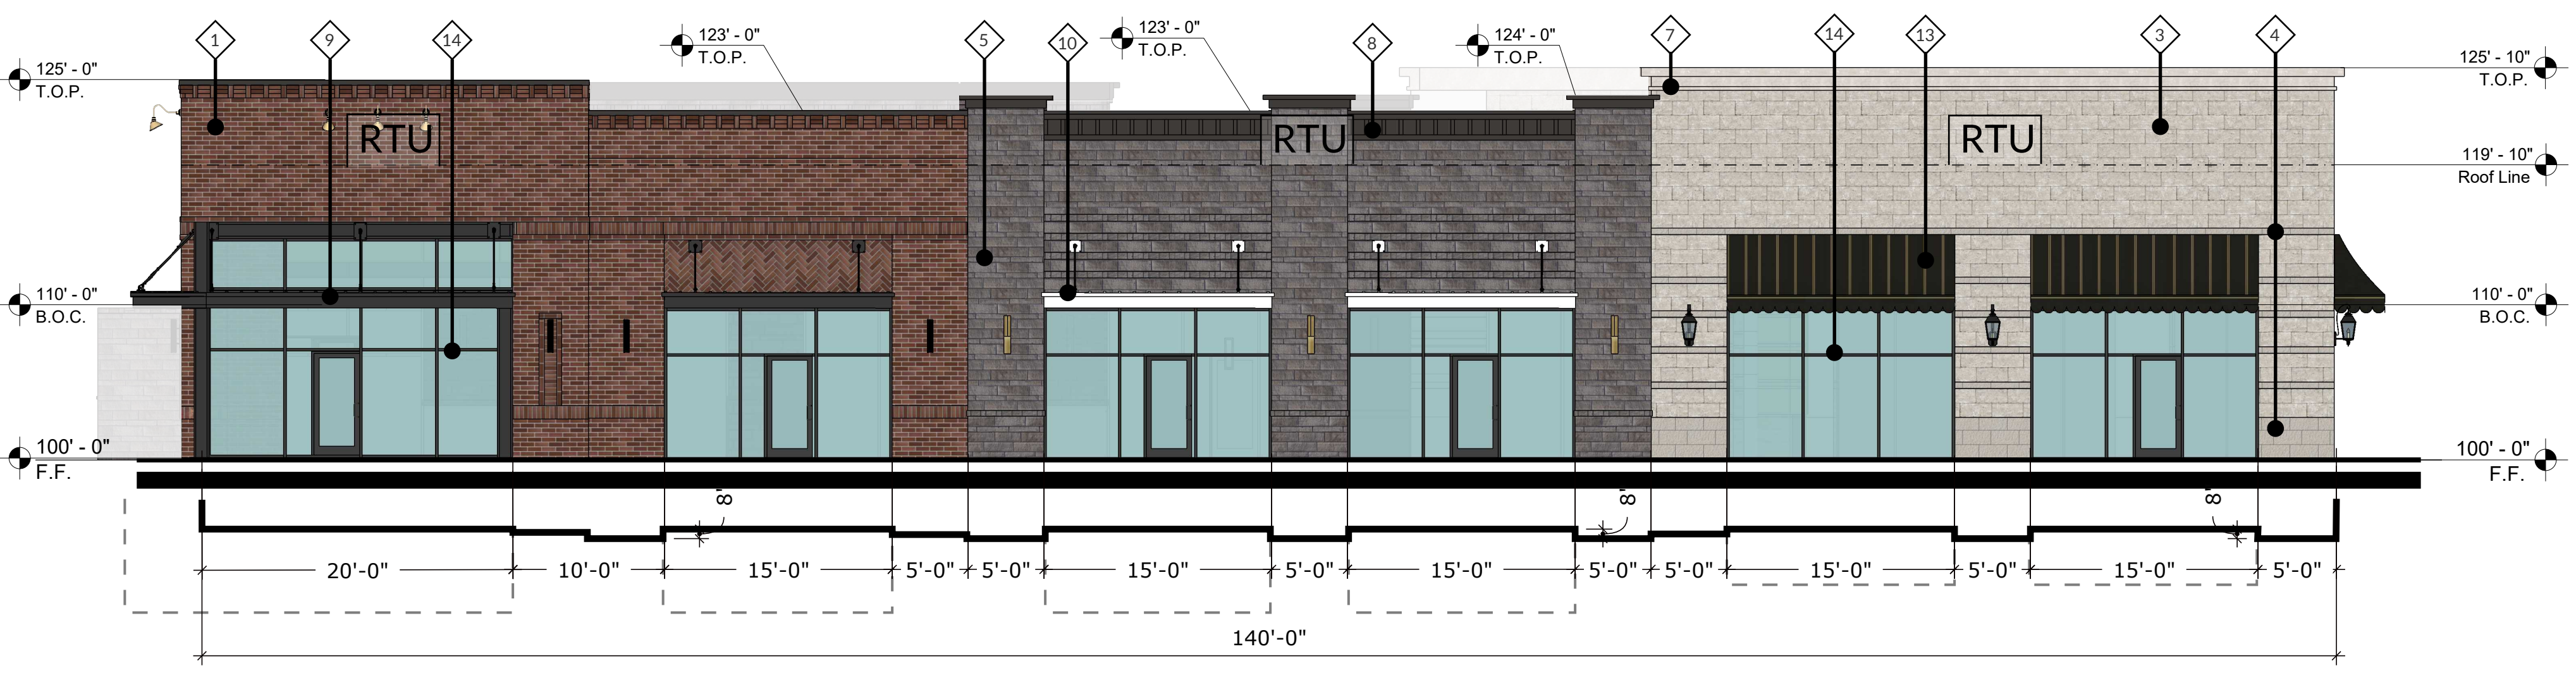 1
9
14
123' - 0"
T.O.P.
5
10
123' - 0"
T.O.P.
8
124' - 0"
T.O.P.
7
14
13
3
4
125' - 0"
T.O.P.
125' - 10"
T.O.P.
RTU
RTU
RTU
119' - 10"
Roof Line
110' - 0"
B.O.C.
110' - 0"
B.O.C.
100' - 0"
F.F.
100' - 0"
F.F.
8'
8'
8'
20'-0"
10'-0"
15'-0"
5'-0"
5'-0"
15'-0"
5'-0"
15'-0"
5'-0"
5'-0"
15'-0"
5'-0"
15'-0"
5'-0"
140'-0"